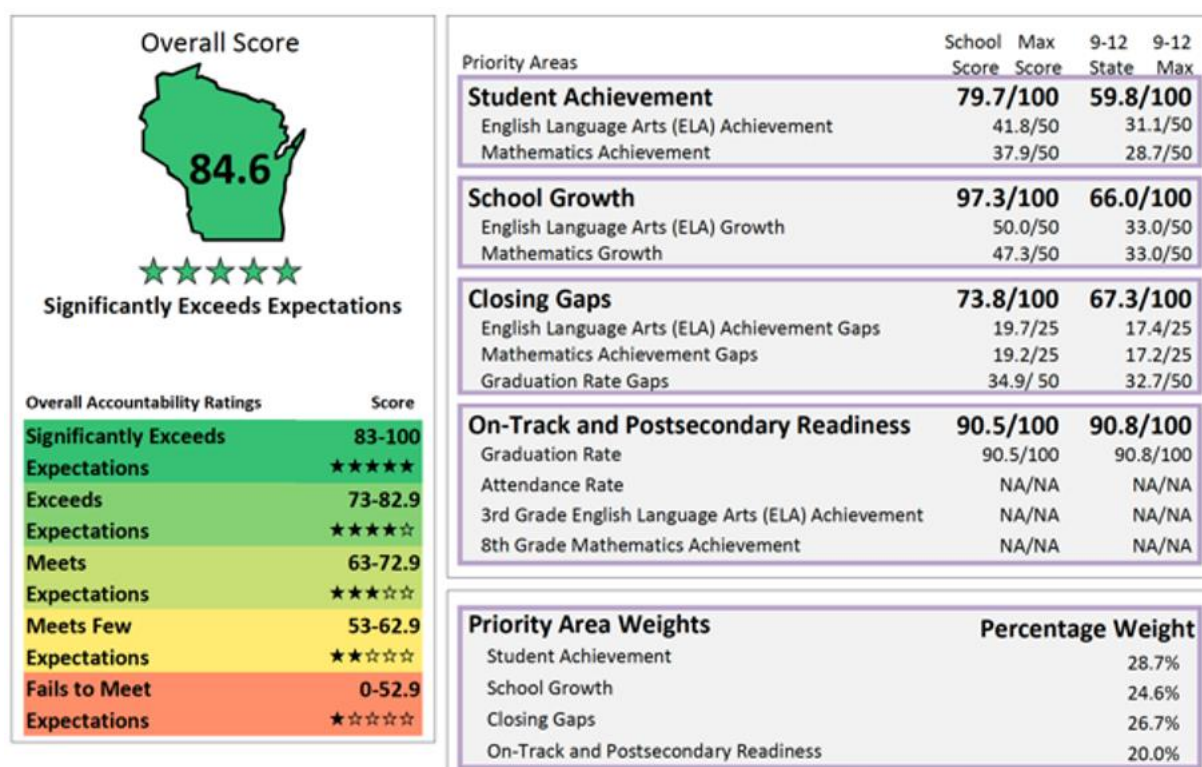 Overall Score
84.6
★★★★★
Significantly Exceeds Expectations
Overall Accountability Ratings Score
Significantly Exceeds 83-100
Expectations ★★★★★
Exceeds 73-82.9
Expectations ★★★★☆
Meets 63-72.9
Expectations ★★★☆☆
Meets Few 53-62.9
Expectations ★★☆☆☆
Fails to Meet 0-52.9
Expectations ★☆☆☆☆
School Max 9-12 9-12
Priority Areas Score Score State Max
Student Achievement 79.7/100 59.8/100
English Language Arts (ELA) Achievement 41.8/50 31.1/50
Mathematics Achievement 37.9/50 28.7/50
School Growth 97.3/100 66.0/100
English Language Arts (ELA) Growth 50.0/50 33.0/50
Mathematics Growth 47.3/50 33.0/50
Closing Gaps 73.8/100 67.3/100
English Language Arts (ELA) Achievement Gaps 19.7/25 17.4/25
Mathematics Achievement Gaps 19.2/25 17.2/25
Graduation Rate Gaps 34.9/ 50 32.7/50
On-Track and Postsecondary Readiness 90.5/100 90.8/100
Graduation Rate 90.5/100 90.8/100
Attendance Rate NA/NA NA/NA
3rd Grade English Language Arts (ELA) Achievement NA/NA NA/NA
8th Grade Mathematics Achievement NA/NA NA/NA
Priority Area Weights Percentage Weight
Student Achievement 28.7%
School Growth 24.6%
Closing Gaps 26.7%
On-Track and Postsecondary Readiness 20.0%